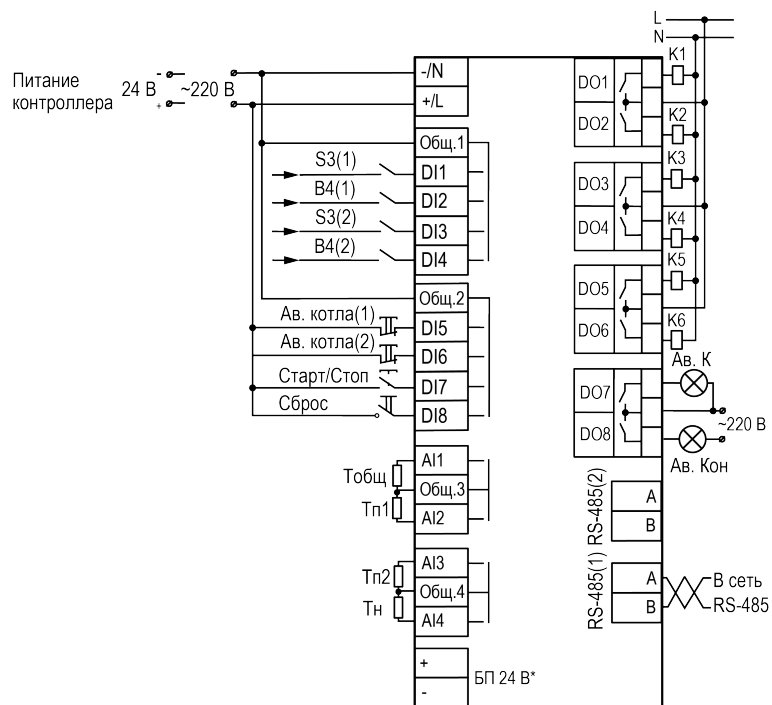 L
N
Питание
контроллера
-
24 В
+
~220 В
-/N
+/L
Общ.1
S3(1)
DI1
B4(1)
DI2
S3(2)
DI3
B4(2)
DI4
Общ.2
Ав. котла(1)
DI5
Ав. котла(2)
DI6
Старт/Стоп
DI7
Сброс
DI8
AI1
Тобщ
Общ.3
Тп1
AI2
AI3
Тп2
Общ.4
Тн
AI4
+
БП 24 В*
-
K1
DO1
K2
DO2
K3
DO3
K4
DO4
K5
DO5
K6
DO6
Ав. К
DO7
~220 В
DO8
Ав. Кон
RS-485(2)
A
B
RS-485(1)
A
В сеть
B
RS-485